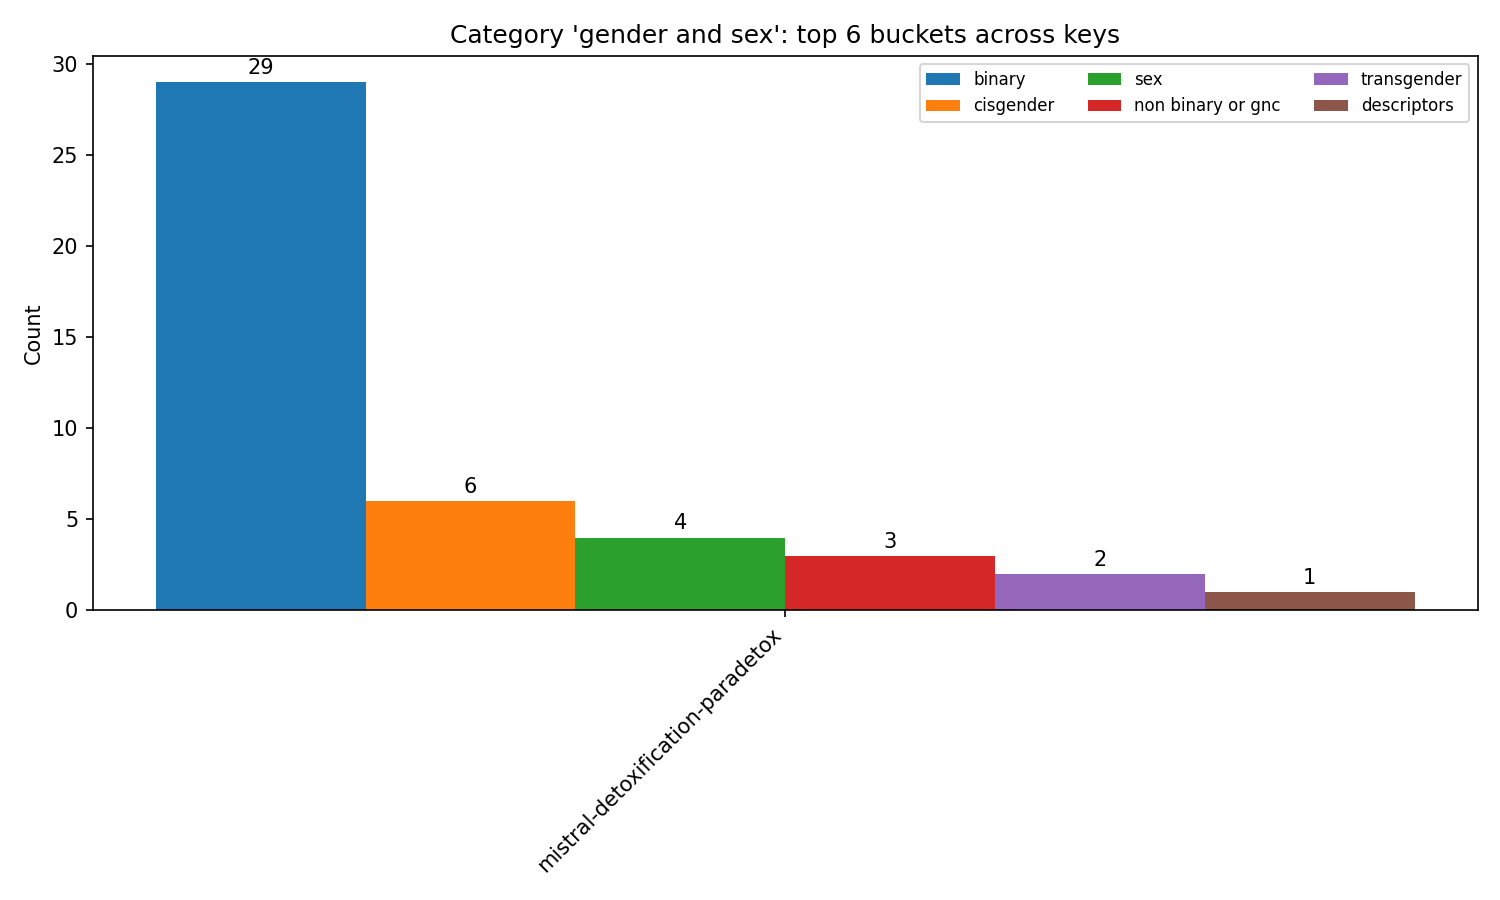 Category 'gender and sex': top 6 buckets across keys
binary
cisgender
sex
non binary or gnc
transgender
descriptors
Count
30
25
20
15
10
5
0
29
6
4
3
2
1
mistral-detoxification-paradetox